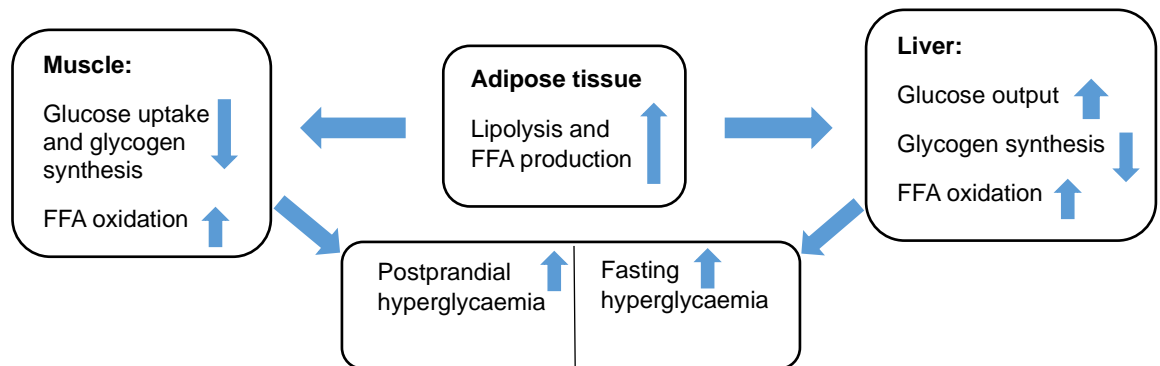 Muscle:
Glucose uptake
and glycogen
synthesis
FFA oxidation
Adipose tissue
Lipolysis and
FFA production
Liver:
Glucose output
Glycogen synthesis
FFA oxidation
Postprandial
hyperglycaemia
Fasting
hyperglycaemia